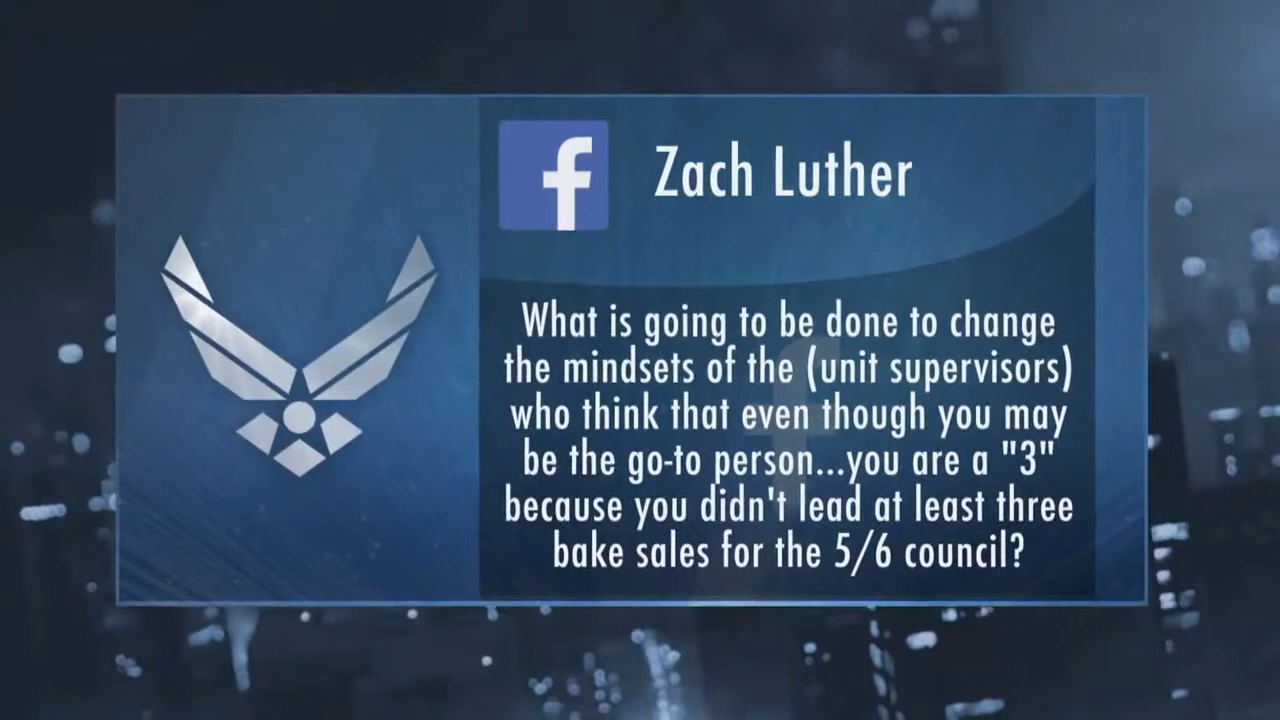 f
Zach Luther
What is going to be done to change
the mindsets of the (unit supervisors)
who think that even though you may
be the go-to person...you are a "3"
because you didn't lead at least three
bake sales for the 5/6 council?